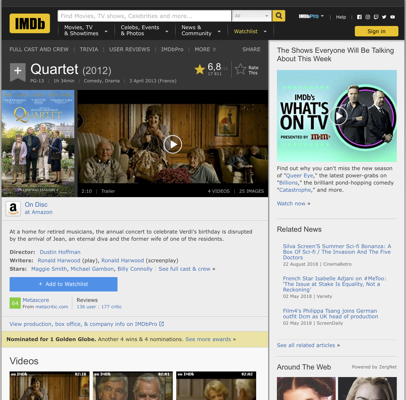 IMDb
Find Movies, TV shows, Celebrities and more...
All
IMDbPro
Help
Movies, TV & Showtimes
Celebs, Events & Photos
News & Community
Watchlist
Sign in
FULL CAST AND CREW | TRIVIA | USER REVIEWS | IMDbPro | MORE
SHARE
Quartet (2012)
PG-13 | 1h 34min | Comedy, Drama | 3 April 2013 (France)
6,8
/10
Rate This
QUARTET
2:10 | Trailer
4 VIDEOS | 25 IMAGES
a
On Disc
at Amazon
At a home for retired musicians, the annual concert to celebrate Verdi's birthday is disrupted
by the arrival of Jean, an eternal diva and the former wife of one of the residents.
Director: Dustin Hoffman
Writers: Ronald Harwood (play), Ronald Harwood (screenplay)
Stars: Maggie Smith, Michael Gambon, Billy Connolly | See full cast & crew »
+ Add to Watchlist
64
Metascore
From metacritic.com
Reviews
138 user | 177 critic
View production, box office, & company info on IMDbPro
Nominated for 1 Golden Globe. Another 4 wins & 4 nominations. See more awards »
Videos
The Shows Everyone Will Be Talking
About This Week
IMDb's
WHAT'S
ON TV
PRESENTED BY
Find out why you can't miss the new season
of "Queer Eye," the latest power-grabs on
"Billions," the brilliant pond-hopping comedy
"Catastrophe," and more.
Watch now »
Related News
Silva Screen'S Summer Sci-fi Bonanza: A
Box Of Sci-fi / The Invasion And The Five
Doctors
22 August 2018 | CinemaRetro
French Star Isabelle Adjani on #MeToo:
'The Issue at Stake Is Equality, Not a
Reckoning'
02 May 2018 | Variety
Film4's Philippa Tsang joins German
outfit Dcm as UK head of production
02 May 2018 | ScreenDaily
See all related articles »
Around The Web
Powered by ZergNet